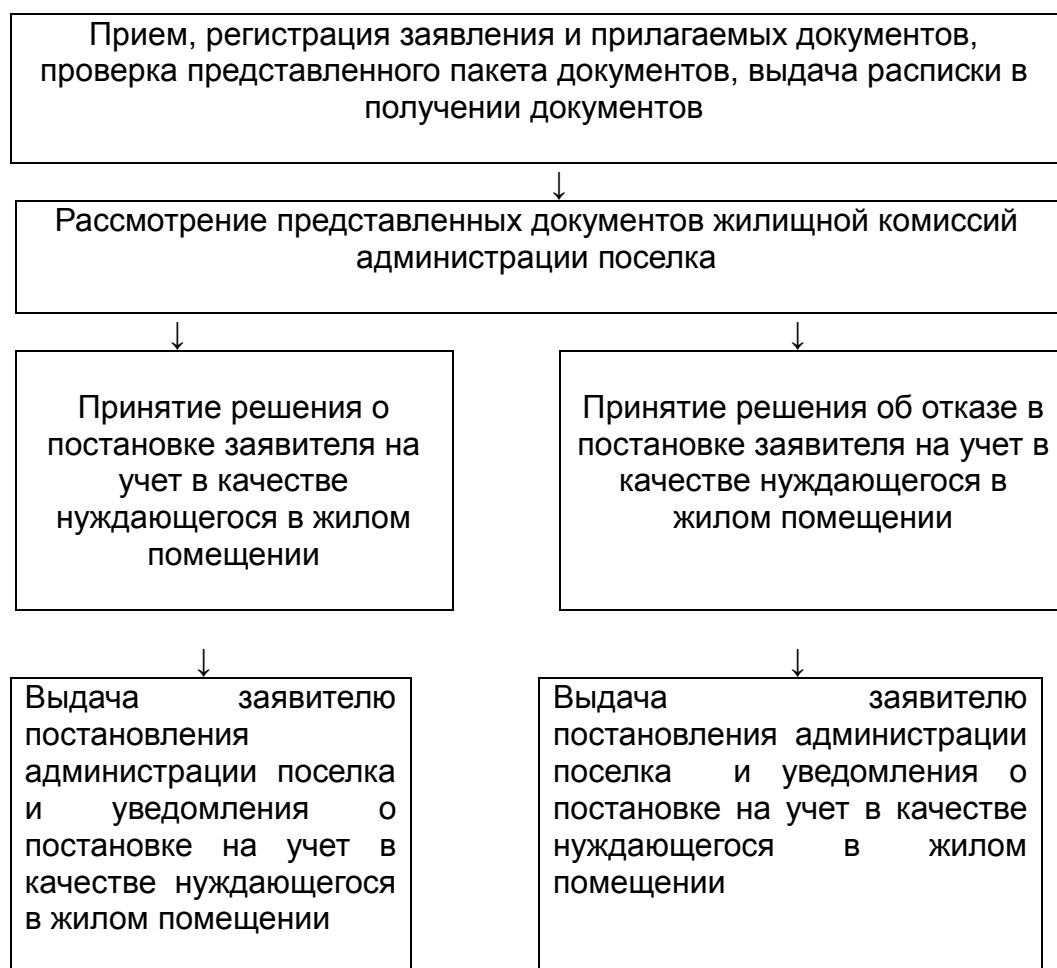 Прием, регистрация заявления и прилагаемых документов,
проверка представленного пакета документов, выдача расписки в
получении документов
↓
Рассмотрение представленных документов жилищной комиссий
администрации поселка
↓
↓
Принятие решения о
постановке заявителя на
учет в качестве
нуждающегося в жилом
помещении
Принятие решения об отказе в
постановке заявителя на учет в
качестве нуждающегося в
жилом помещении
↓
↓
Выдача заявителю
постановления
администрации поселка
и уведомления о
постановке на учет в
качестве нуждающегося
в жилом помещении
Выдача заявителю
постановления администрации
поселка и уведомления о
постановке на учет в качестве
нуждающегося в жилом
помещении